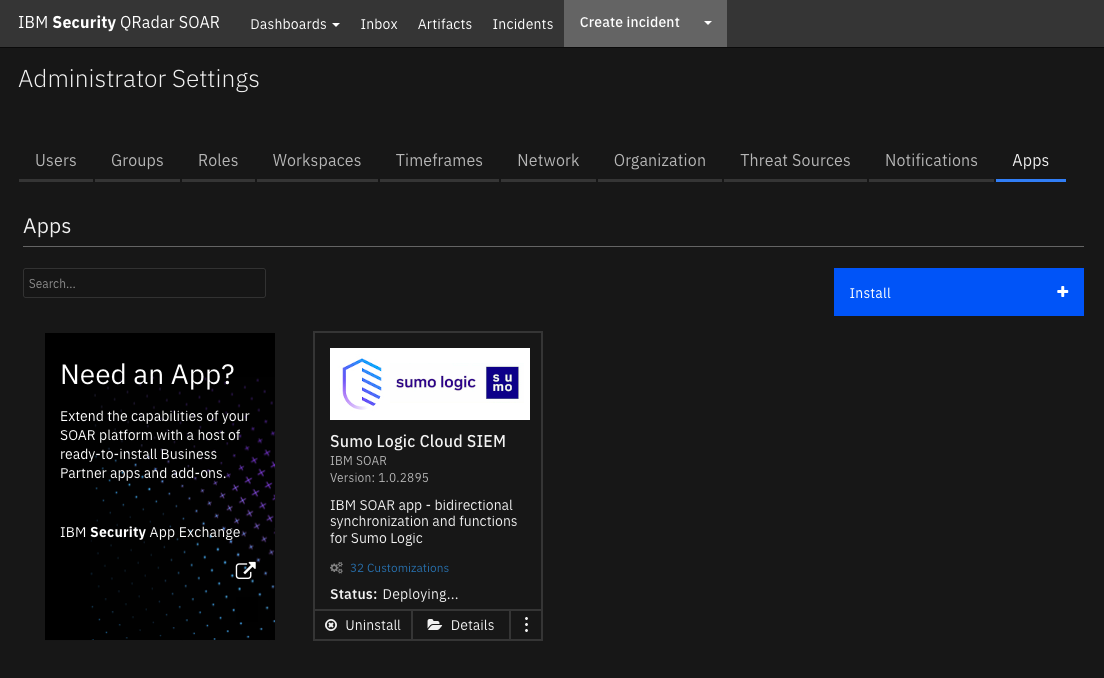 IBM Security QRadar SOAR Dashboards Inbox Artifacts Incidents Create incident
Administrator Settings
Users Groups Roles Workspaces Timeframes Network Organization Threat Sources Notifications Apps
Apps
Search...
Install
Need an App?
Extend the capabilities of your
SOAR platform with a host of
ready-to-install Business
Partner apps and add-ons.
IBM Security App Exchange
sumo logic
su
mo
Sumo Logic Cloud SIEM
IBM SOAR
Version: 1.0.2895
IBM SOAR app - bidirectional
synchronization and functions
for Sumo Logic
32 Customizations
Status: Deploying...
Uninstall Details